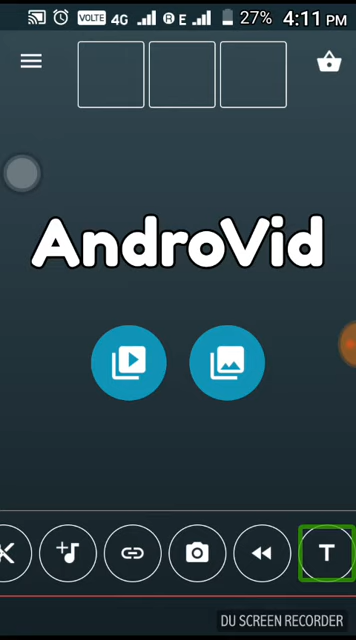 VOLTE 4G R E 27% 4:11 PM
AndroVid
T
DU SCREEN RECORDER